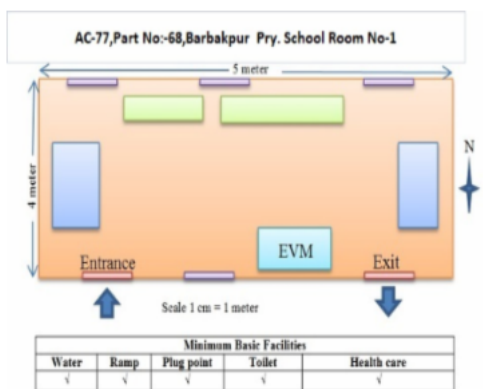 AC-77,Part No:-68,Barbakpur Pry. School Room No-1
5 meter
4 meter
N
EVM
Entrance
Exit
Scale 1 cm = 1 meter
Minimum Basic Facilities
Water Ramp Plug point Toilet Health care
√ √ √ √ √